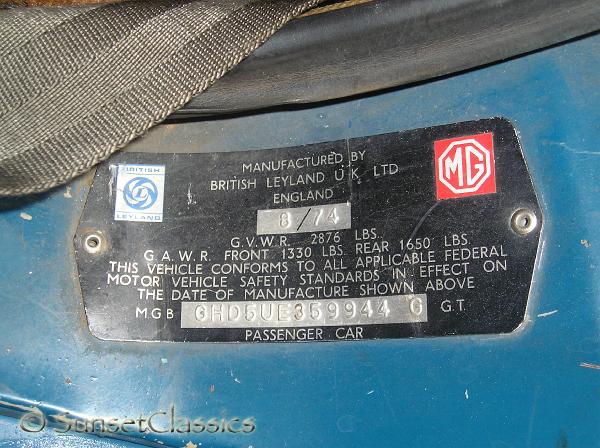 BRITISH
LEYLAND
MG
MANUFACTURED BY
BRITISH LEYLAND U.K. LTD
ENGLAND
8/74
G.V.W.R. 2876 LBS.
G.A.W.R. FRONT 1330 LBS. REAR 1650 LBS.
THIS VEHICLE CONFORMS TO ALL APPLICABLE FEDERAL
MOTOR VEHICLE SAFETY STANDARDS IN EFFECT ON
THE DATE OF MANUFACTURE SHOWN ABOVE
M.G.B GHD5UE359944 G G.T.
PASSENGER CAR
© SunsetClassics